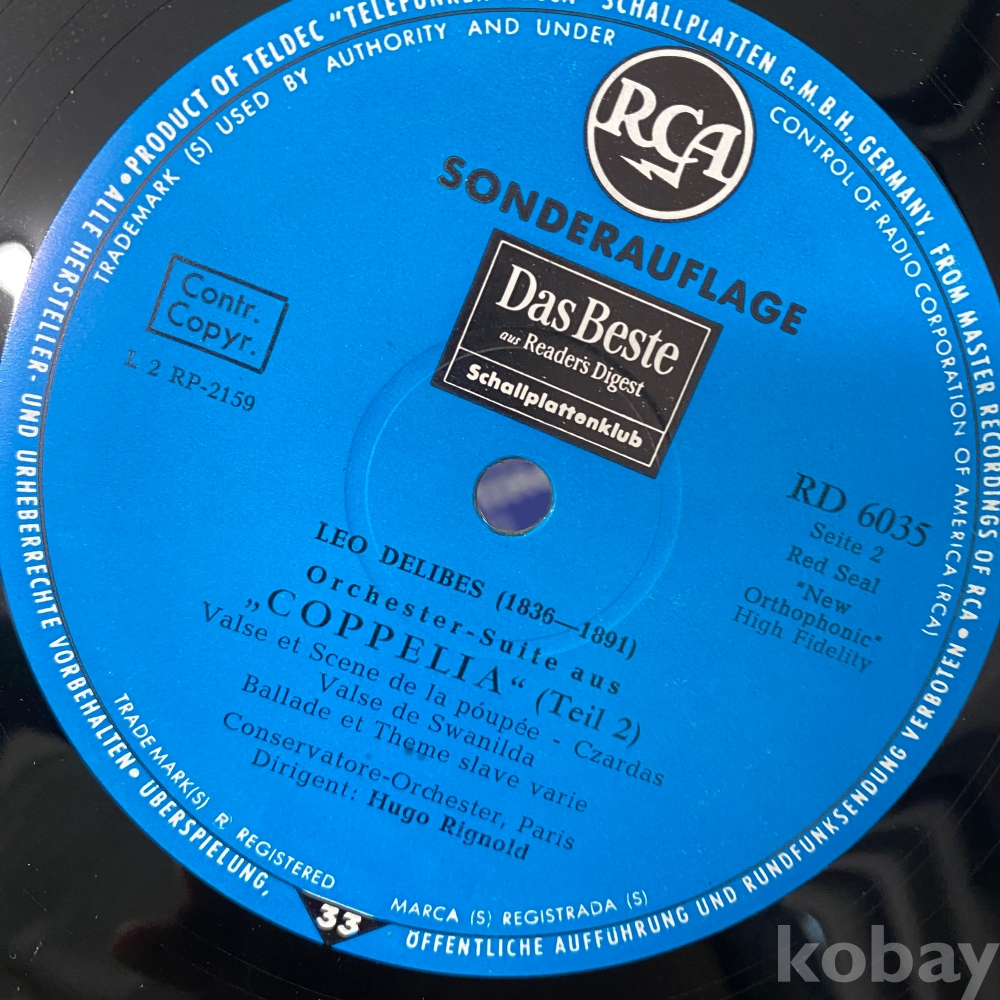 PRODUCT OF TELDEC "TELEFUNKEN SCHALLPLATTEN G.M.B.H., GERMANY, FROM MASTER RECORDINGS OF RCA •
TRADEMARK (S) USED BY AUTHORITY AND UNDER
CONTROL OF RADIO CORPORATION OF AMERICA (RCA)
RCA
SONDERAUFLAGE
Das Beste
aus Reader's Digest
Schallplattenklub
Contr.
Copyr.
L 2 RP-2159
RD 6035
Seite 2
Red Seal
"New
Orthophonic"
High Fidelity
LEO DELIBES (1836—1891)
Orchester-Suite aus
„COPPELIA“ (Teil 2)
Valse et Scene de la póupée - Czardas
Valse de Swanilda
Ballade et Theme slave varie
Conservatore-Orchester, Paris
Dirigent: Hugo Rignold
TRADEMARK(S) R REGISTERED
33
MARCA (S) REGISTRADA (S)
ALLE HERSTELLER- UND URHEBERRECHTE VORBEHALTEN • ÜBERSPIELUNG,
ÖFFENTLICHE AUFFÜHRUNG UND RUNDFUNKSENDUNG VERBOTEN •
kobay